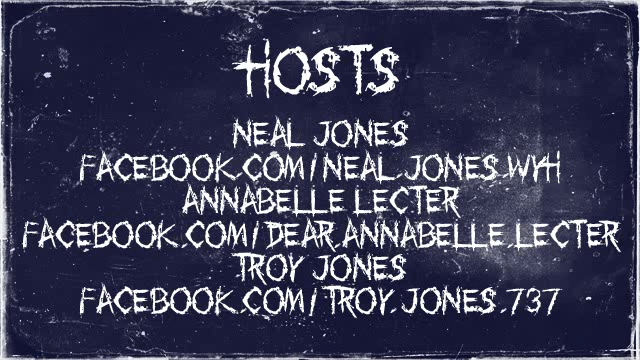 HOSTS
NEAL JONES
FACEBOOK.COM/NEAL.JONES.WYH
ANNABELLE LECTER
FACEBOOK.COM/DEAR.ANNABELLE.LECTER
TROY JONES
FACEBOOK.COM/TROY.JONES.737